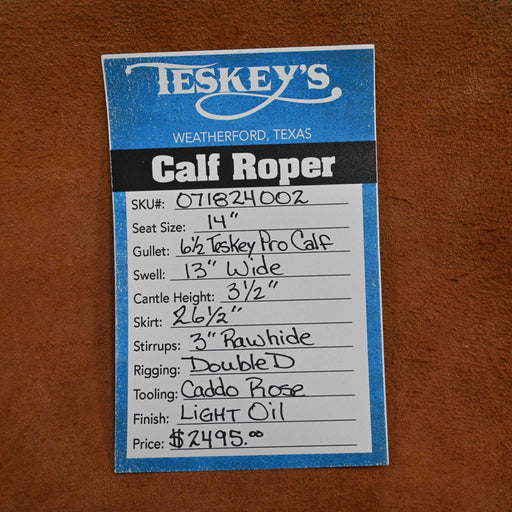 TESKEY'S
WEATHERFORD, TEXAS
Calf Roper
SKU#: 071824002
Seat Size: 14"
Gullet: 6½ Teskey Pro Calf
Swell: 13" Wide
Cantle Height: 3½"
Skirt: 26½"
Stirrups: 3" Rawhide
Rigging: Double D
Tooling: Caddo Rose
Finish: LIGHT Oil
Price: $2495.00